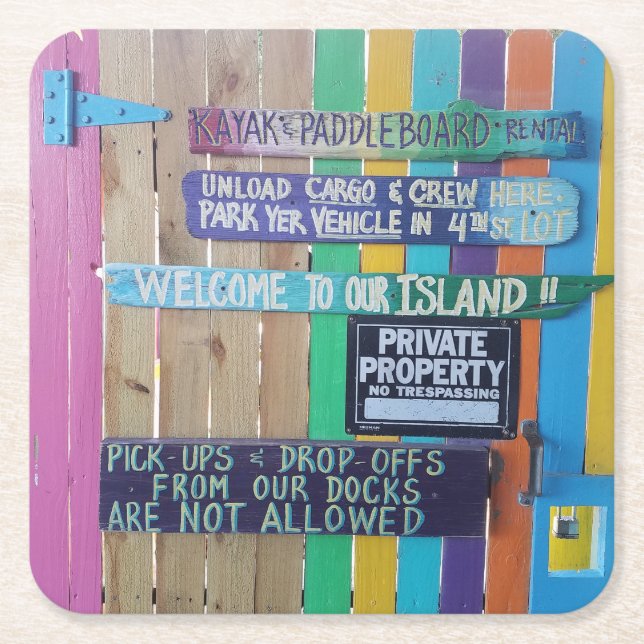 KAYAK & PADDLEBOARD • RENTAL
UNLOAD CARGO & CREW HERE.
PARK YER VEHICLE IN 4TH ST. LOT
WELCOME TO OUR ISLAND !!
PRIVATE
PROPERTY
NO TRESPASSING
PICK-UPS & DROP-OFFS
FROM OUR DOCKS
ARE NOT ALLOWED